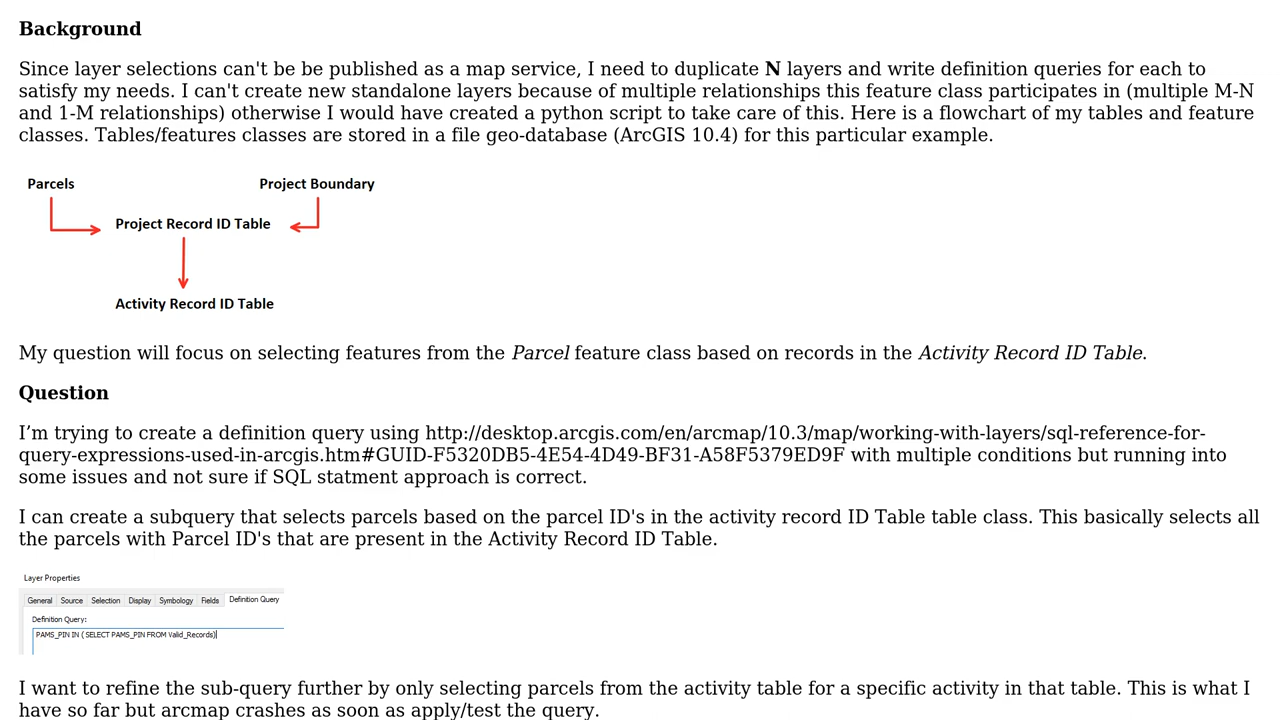 Background
Since layer selections can't be be published as a map service, I need to duplicate N layers and write definition queries for each to
satisfy my needs. I can't create new standalone layers because of multiple relationships this feature class participates in (multiple M-N
and 1-M relationships) otherwise I would have created a python script to take care of this. Here is a flowchart of my tables and feature
classes. Tables/features classes are stored in a file geo-database (ArcGIS 10.4) for this particular example.
Parcels
Project Boundary
Project Record ID Table
Activity Record ID Table
My question will focus on selecting features from the Parcel feature class based on records in the Activity Record ID Table.
Question
I’m trying to create a definition query using http://desktop.arcgis.com/en/arcmap/10.3/map/working-with-layers/sql-reference-for-
query-expressions-used-in-arcgis.htm#GUID-F5320DB5-4E54-4D49-BF31-A58F5379ED9F with multiple conditions but running into
some issues and not sure if SQL statment approach is correct.
I can create a subquery that selects parcels based on the parcel ID's in the activity record ID Table table class. This basically selects all
the parcels with Parcel ID's that are present in the Activity Record ID Table.
Layer Properties
General Source Selection Display Symbology Fields Definition Query
Definition Query:
PAMS_PIN IN ( SELECT PAMS_PIN FROM Valid_Records)
I want to refine the sub-query further by only selecting parcels from the activity table for a specific activity in that table. This is what I
have so far but arcmap crashes as soon as apply/test the query.